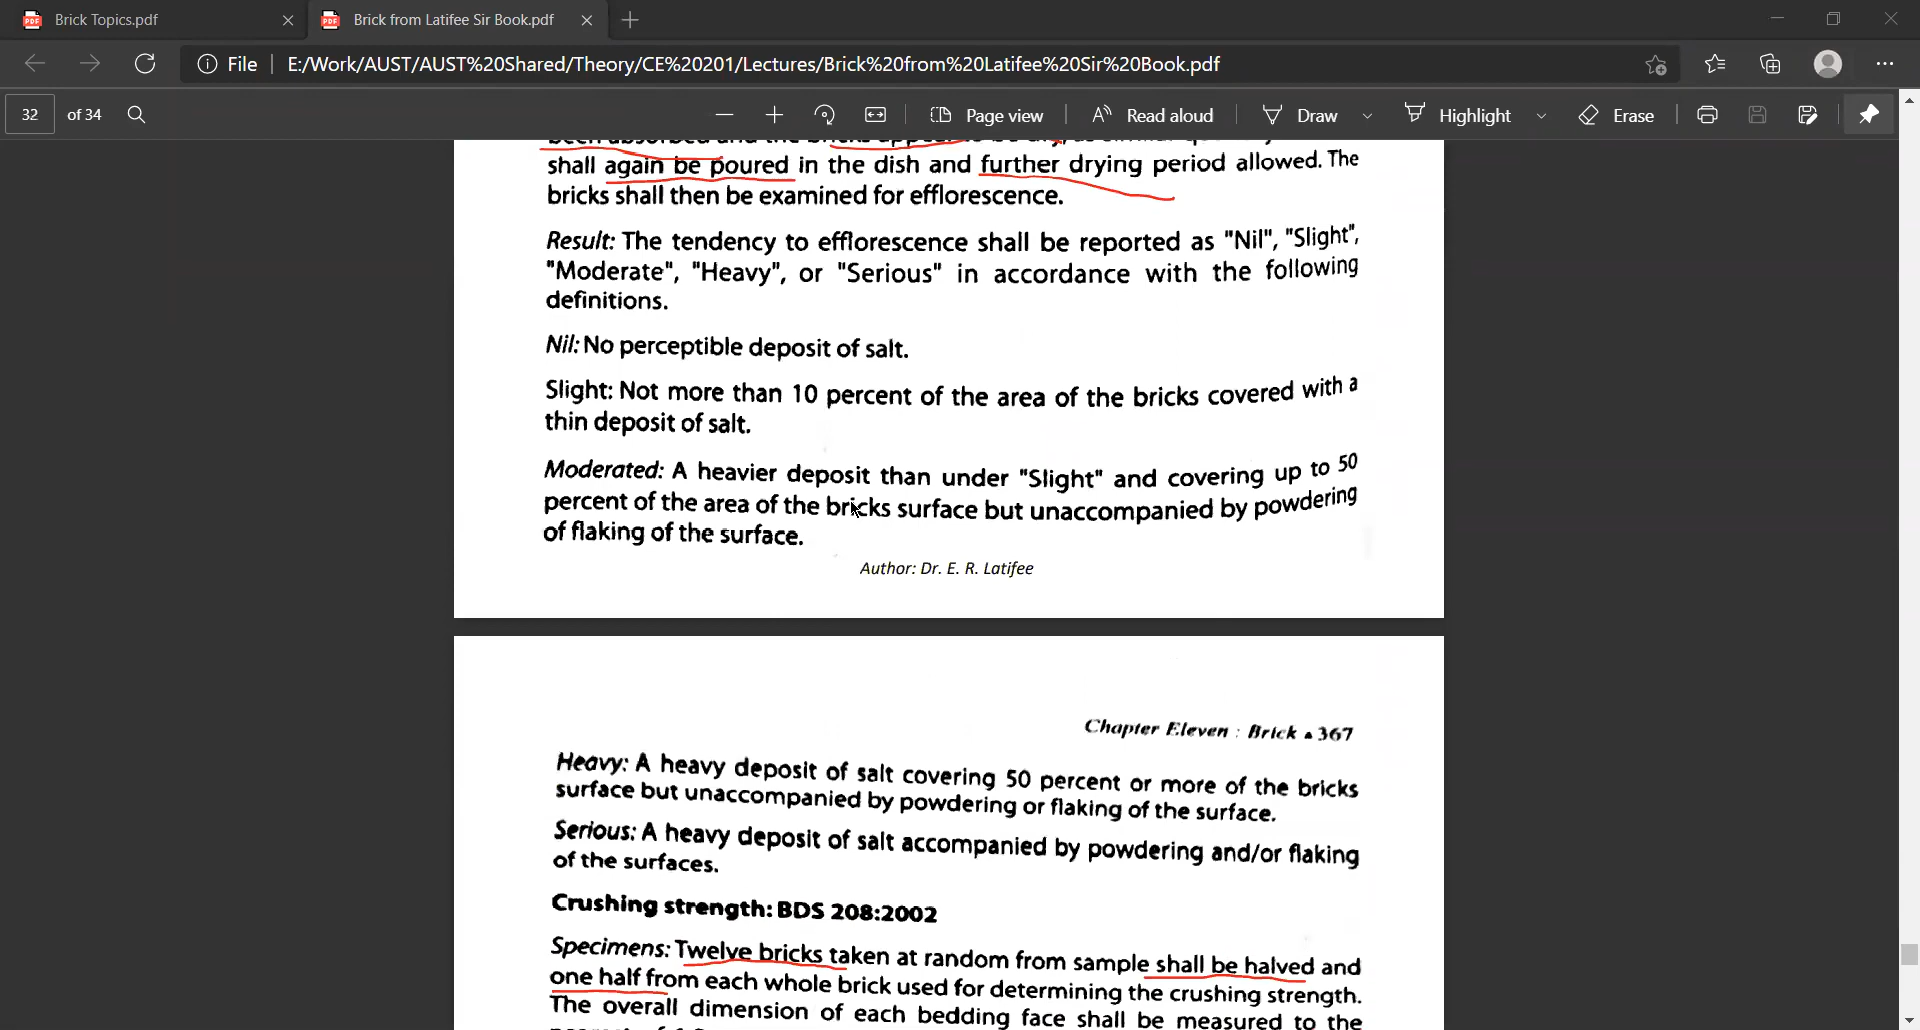 Brick Topics.pdf
Brick from Latifee Sir Book.pdf
File
E:/Work/AUST/AUST%20Shared/Theory/CE%20201/Lectures/Brick%20from%20Latifee%20Sir%20Book.pdf
32 of 34
Page view
Read aloud
Draw
Highlight
Erase
been absorbed and the bricks
shall again be poured in the dish and further drying period allowed. The
bricks shall then be examined for efflorescence.
Result: The tendency to efflorescence shall be reported as "Nil", "Slight",
"Moderate", "Heavy", or "Serious" in accordance with the following
definitions.
Nil: No perceptible deposit of salt.
Slight: Not more than 10 percent of the area of the bricks covered with a
thin deposit of salt.
Moderated: A heavier deposit than under "Slight" and covering up to 50
percent of the area of the bricks surface but unaccompanied by powdering
of flaking of the surface.
Author: Dr. E. R. Latifee
Chapter Eleven : Brick ▲ 367
Heavy: A heavy deposit of salt covering 50 percent or more of the bricks
surface but unaccompanied by powdering or flaking of the surface.
Serious: A heavy deposit of salt accompanied by powdering and/or flaking
of the surfaces.
Crushing strength: BDS 208:2002
Specimens: Twelve bricks taken at random from sample shall be halved and
one half from each whole brick used for determining the crushing strength.
The overall dimension of each bedding face shall be measured to the